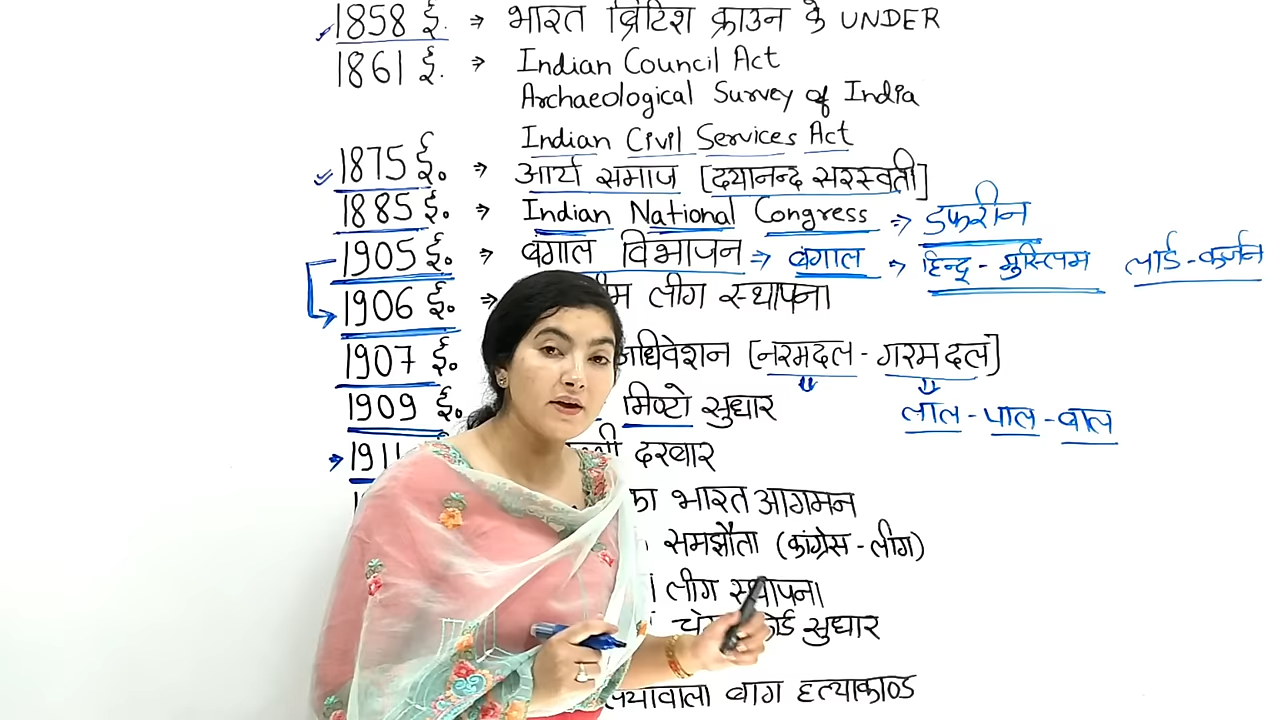 1858 ई. ⇒ भारत ब्रिटिश क्राउन के UNDER
1861 ई. ⇒ Indian Council Act
Archaeological Survey of India
Indian Civil Services Act
1875 ई. ⇒ आर्य समाज [दयानन्द सरस्वती]
1885 ई. ⇒ Indian National Congress ⇒ डफरीन
1905 ई. ⇒ बंगाल विभाजन ⇒ बंगाल ⇒ हिन्दू - मुस्लिम लार्ड - कर्जन
1906 ई. ⇒ लीग स्थापना
1907 ई. अधिवेशन [नरमदल - गरमदल]
1909 ई. मिण्टो सुधार लाल - पाल - बाल
1911 दरबार
का भारत आगमन
समझौता (कांग्रेस - लीग)
लीग स्थापना
सुधार
बाग हत्याकाण्ड